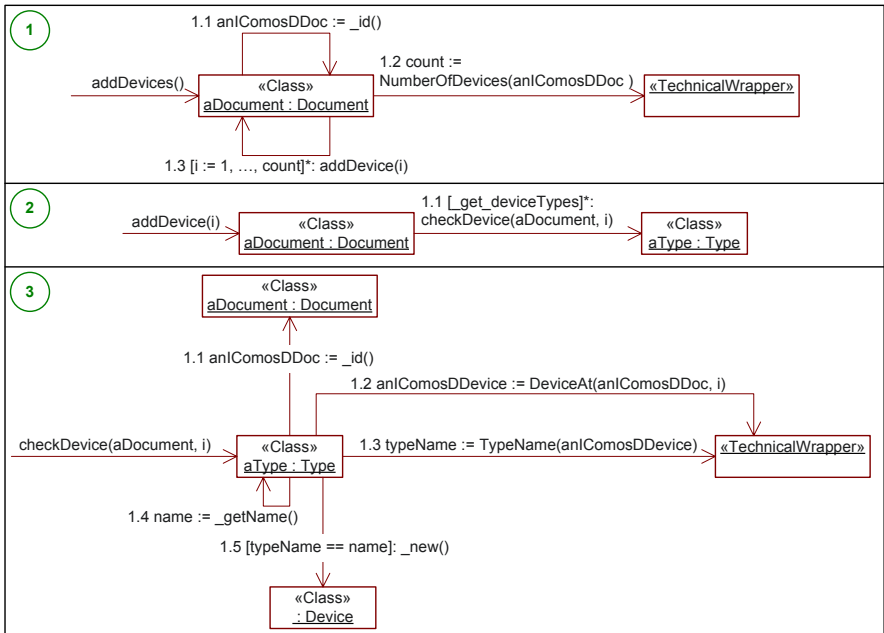 1
1.1 anIComosDDoc := _id()
addDevices()
«Class»
aDocument : Document
1.2 count :=
NumberOfDevices(anIComosDDoc )
«TechnicalWrapper»
1.3 [i := 1, …, count]*: addDevice(i)
2
addDevice(i)
«Class»
aDocument : Document
1.1 [_get_deviceTypes]*:
checkDevice(aDocument, i)
«Class»
aType : Type
3
«Class»
aDocument : Document
1.1 anIComosDDoc := _id()
1.2 anIComosDDevice := DeviceAt(anIComosDDoc, i)
checkDevice(aDocument, i)
«Class»
aType : Type
1.3 typeName := TypeName(anIComosDDevice)
«TechnicalWrapper»
1.4 name := _getName()
1.5 [typeName == name]: _new()
«Class»
: Device